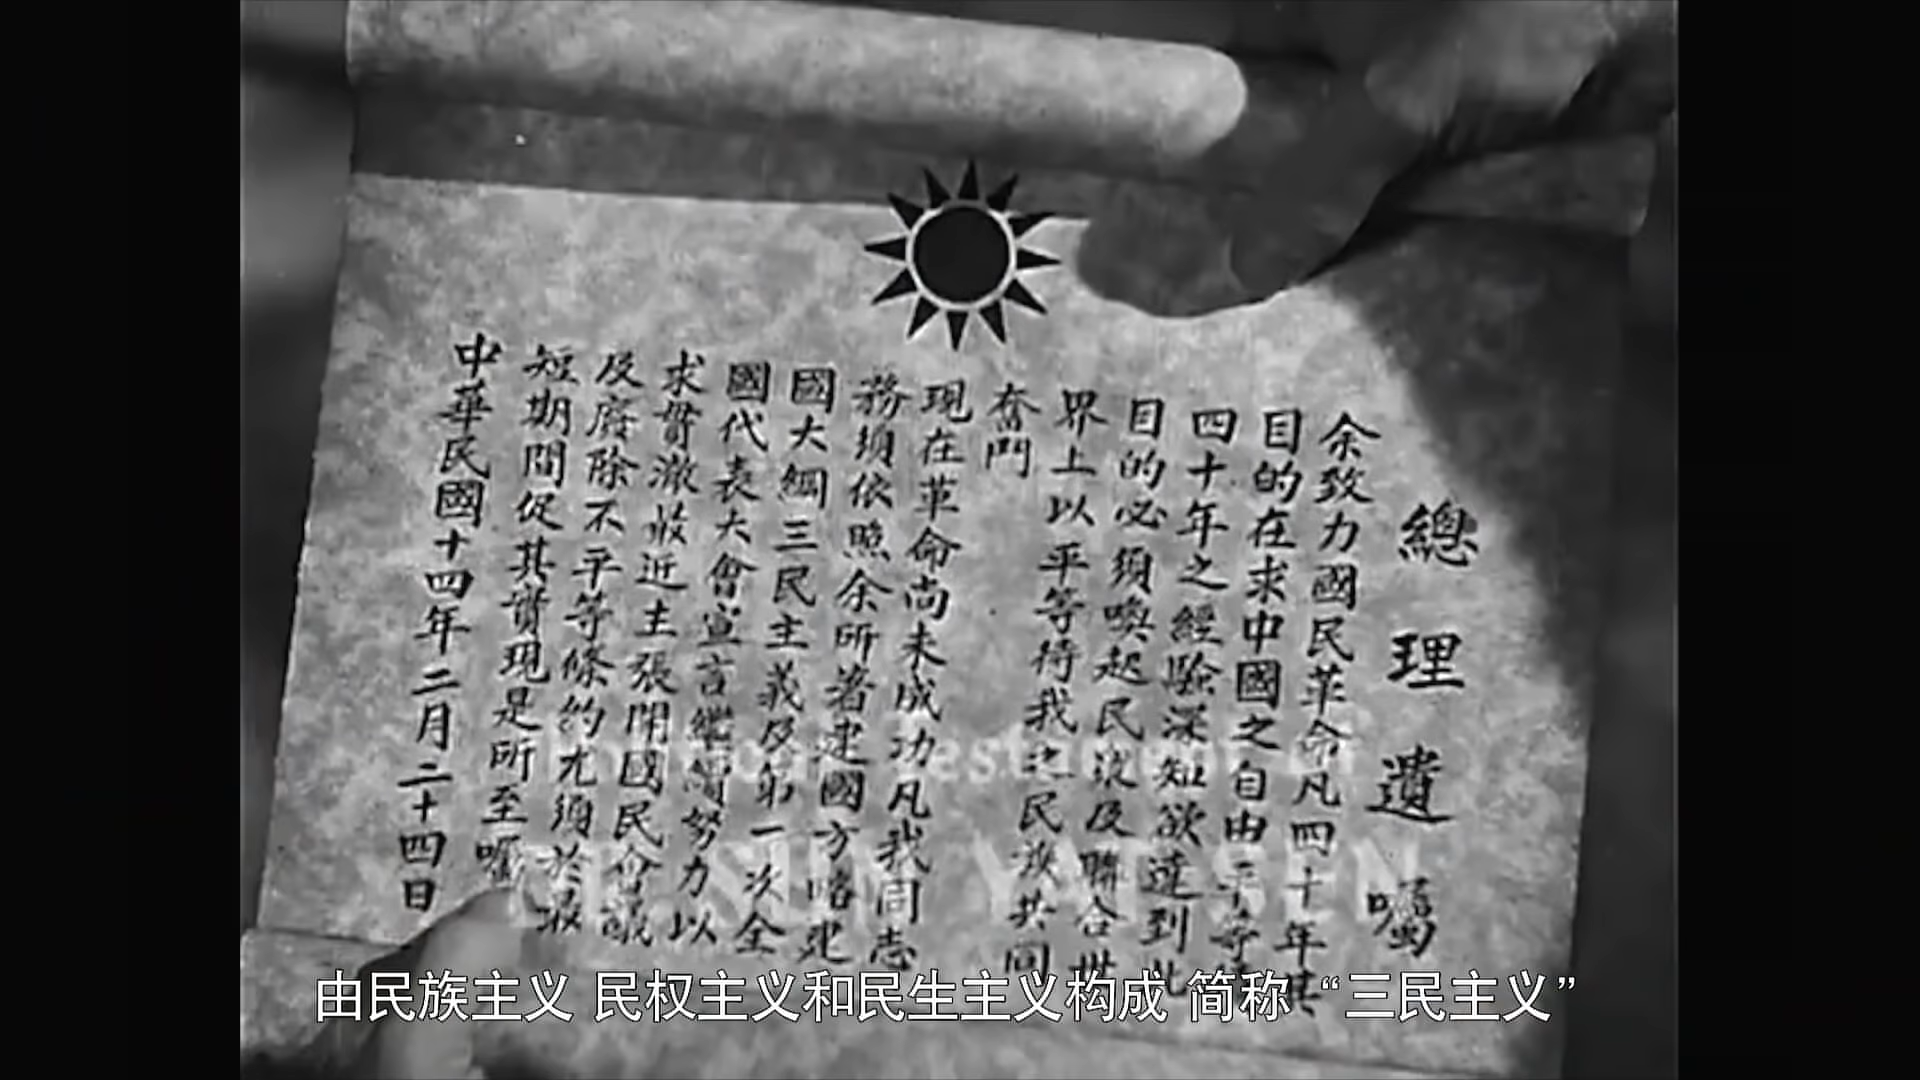 總理遺囑
余致力國民革命凡四十年其
目的在求中國之自由平等
四十年之經驗深知欲達到此
目的必須喚起民眾及聯合世
界上以平等待我之民族共同
奮鬥
現在革命尚未成功凡我同志
務須依照余所著建國方略建
國大綱三民主義及第一次全
國代表大會宣言繼續努力以
求貫澈最近主張開國民會議
及廢除不平等條約尤須於最
短期間促其實現是所至囑
中華民國十四年二月二十四日
Testament of
SUN YAT SEN
由民族主义 民权主义和民生主义构成 简称“三民主义”